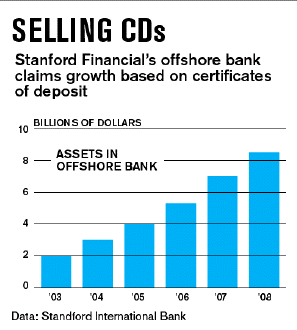 SELLING CDs
Stanford Financial's offshore bank
claims growth based on certificates
of deposit
10 BILLIONS OF DOLLARS
8 ASSETS IN
OFFSHORE BANK
6
4
2
0
'03 '04 '05 '06 '07 '08
Data: Standford International Bank